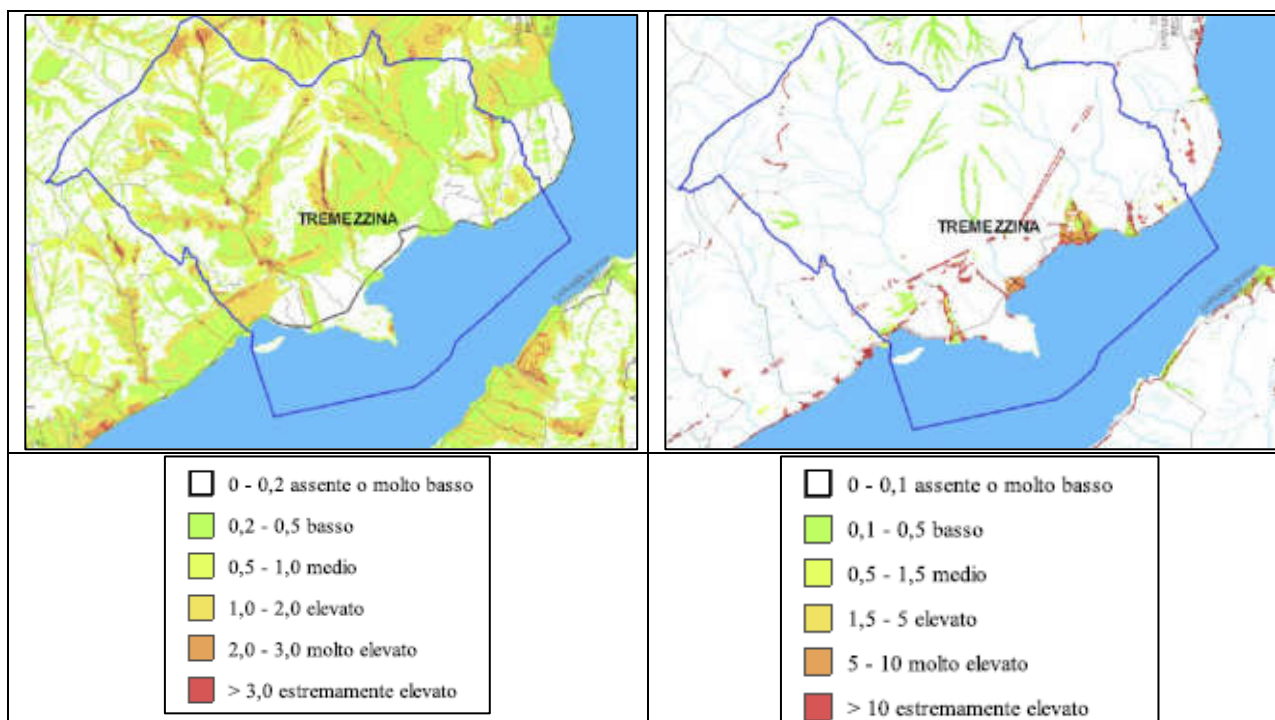 TREMEZZINA
TREMEZZINA
0 - 0,2 assente o molto basso
0,2 - 0,5 basso
0,5 - 1,0 medio
1,0 - 2,0 elevato
2,0 - 3,0 molto elevato
> 3,0 estremamente elevato
0 - 0,1 assente o molto basso
0,1 - 0,5 basso
0,5 - 1,5 medio
1,5 - 5 elevato
5 - 10 molto elevato
> 10 estremamente elevato